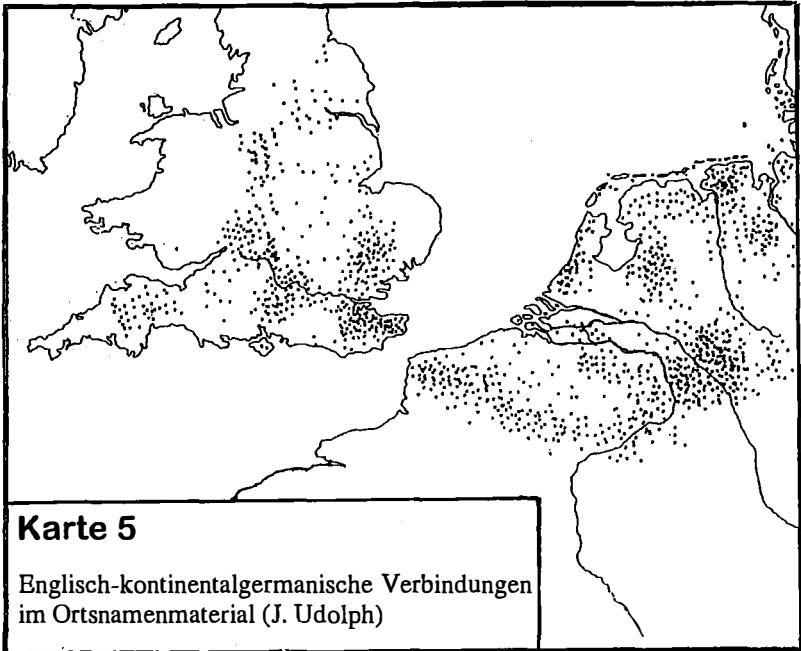 Karte 5
Englisch-kontinentalgermanische Verbindungen
im Ortsnamenmaterial (J. Udolph)